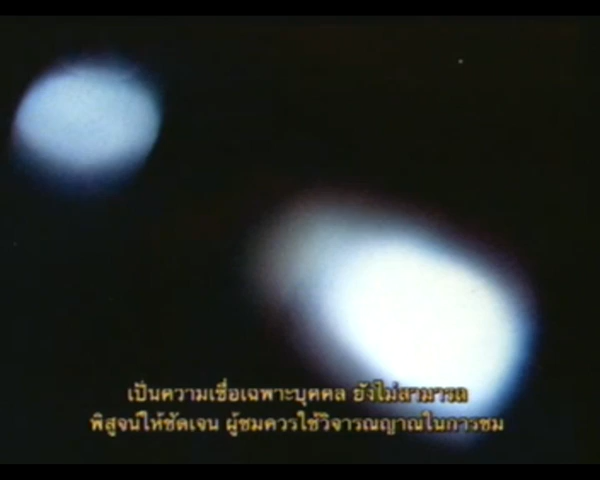 เป็นความเชื่อเฉพาะบุคคล ยังไม่สามารถ
พิสูจน์ให้ชัดเจน ผู้ชมควรใช้วิจารณญาณในการชม